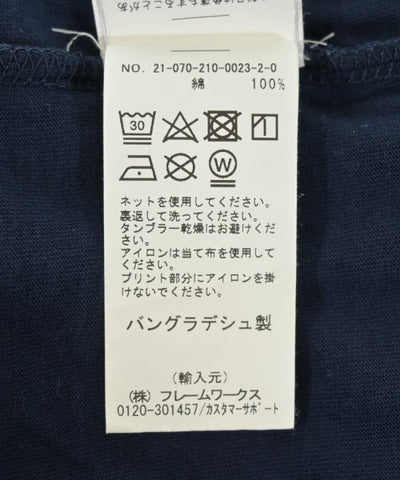 NO. 21-070-210-0023-2-0
綿 100%
30
W
ネットを使用してください。
裏返して洗ってください。
タンブラー乾燥はお避けください。
アイロンは当て布を使用してください。
プリント部分にアイロンを掛けないでください。
バングラデシュ製
(輸入元)
(株) フレームワークス
0120-301457/ｶｽﾀﾏｰｻﾎﾟｰﾄ